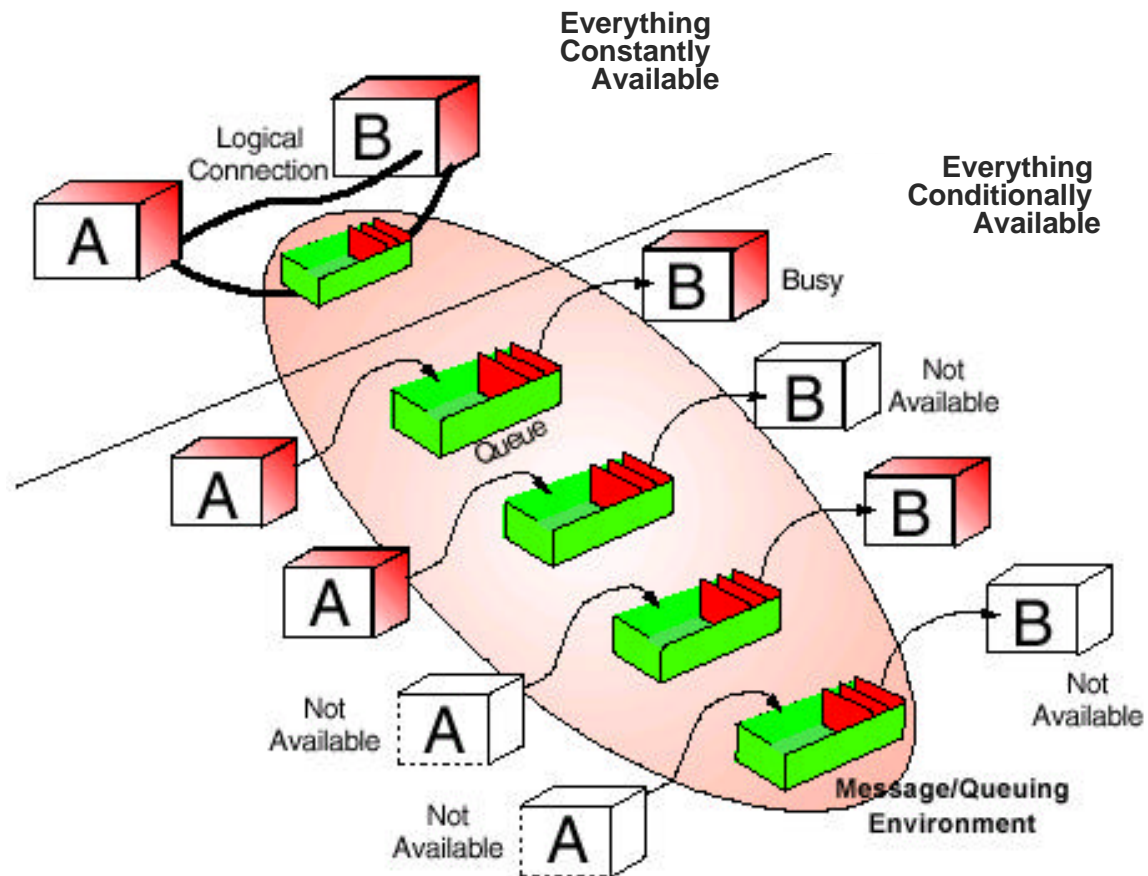 Everything
Constantly
Available
B
Logical
Connection
A
Everything
Conditionally
Available
B
Busy
B
Not
Available
Queue
A
B
A
B
Not
Available
Not
Available
A
Message/Queuing
Environment
Not
Available
A